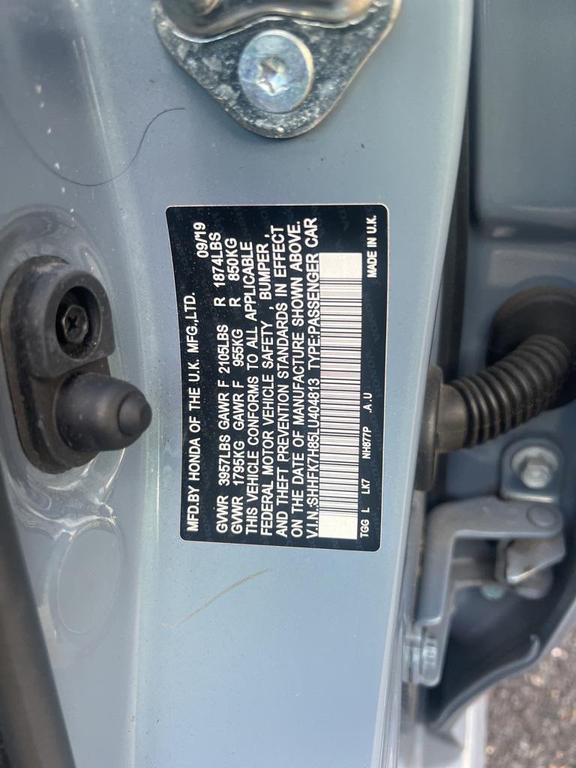 MFD.BY HONDA OF THE U.K. MFG.,LTD. 09/19
GVWR 3957LBS GAWR F 2105LBS R 1874LBS
GVWR 1795KG GAWR F 955KG R 850KG
THIS VEHICLE CONFORMS TO ALL APPLICABLE
FEDERAL MOTOR VEHICLE SAFETY , BUMPER ,
AND THEFT PREVENTION STANDARDS IN EFFECT
ON THE DATE OF MANUFACTURE SHOWN ABOVE.
V.I.N.:SHHFK7H85LU404813 TYPE:PASSENGER CAR
TGG L LK7 NH877P A.U MADE IN U.K.